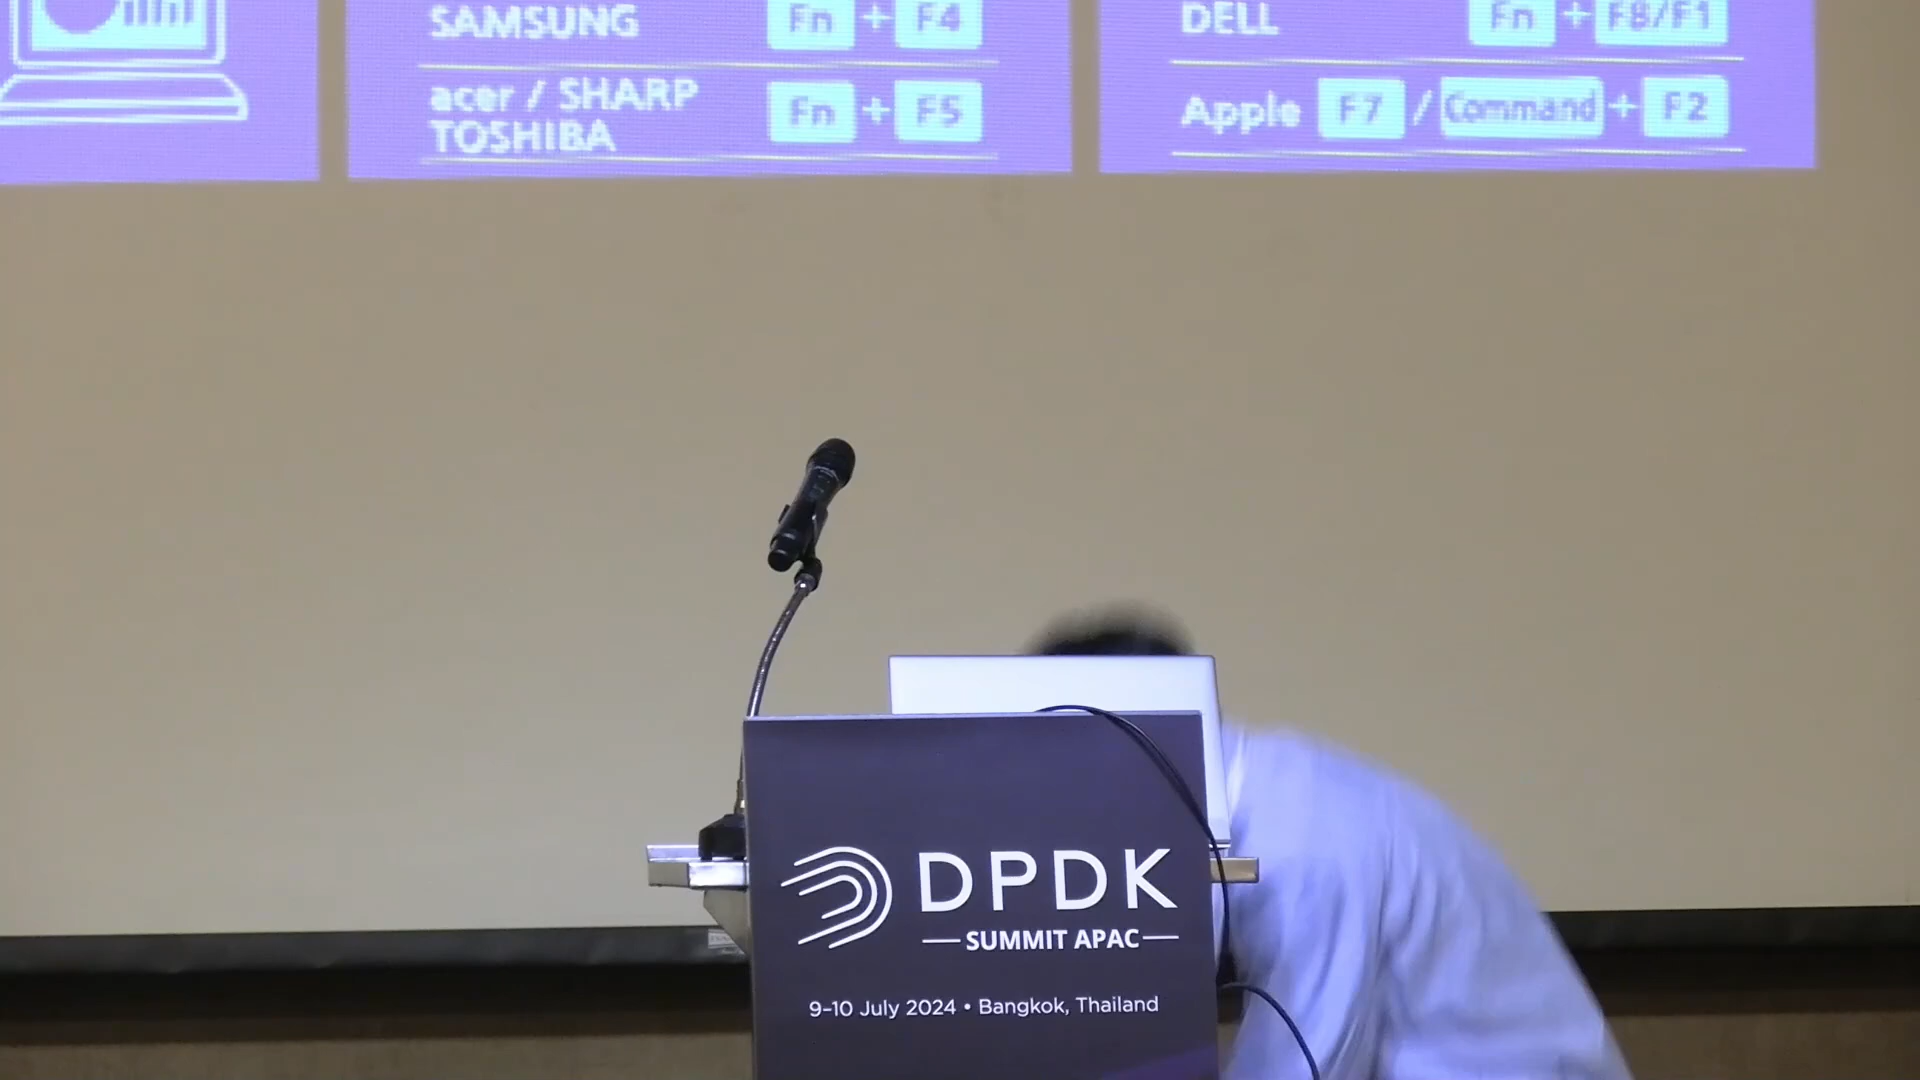 SAMSUNG Fn + F4
acer / SHARP
TOSHIBA Fn + F5
DELL Fn + F8/F1
Apple F7 / Command + F2
DPDK
SUMMIT APAC
9-10 July 2024 • Bangkok, Thailand